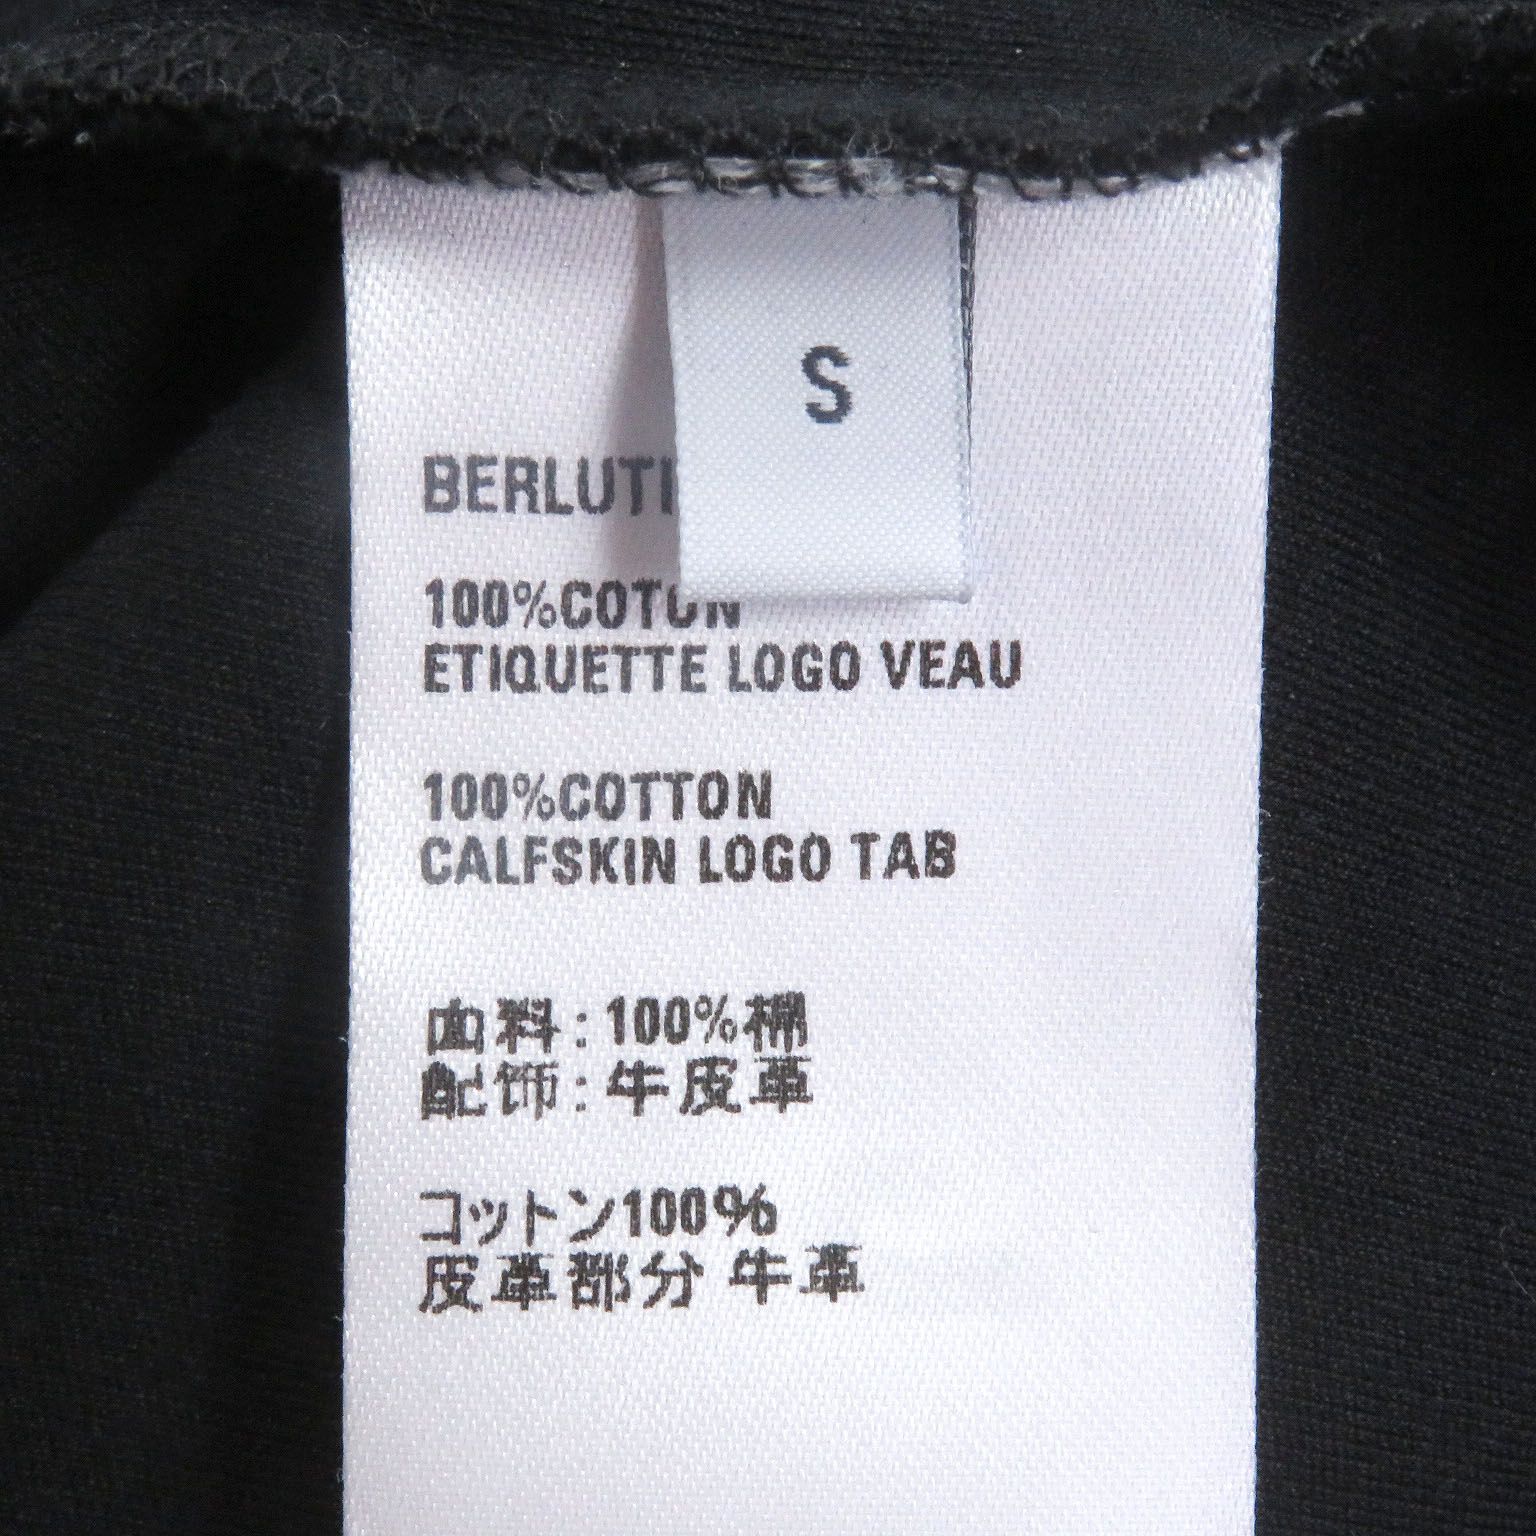 S
BERLUTI
100%COTON
ETIQUETTE LOGO VEAU
100%COTTON
CALFSKIN LOGO TAB
面料:100%棉
配饰:牛皮革
コットン100%
皮革部分 牛革